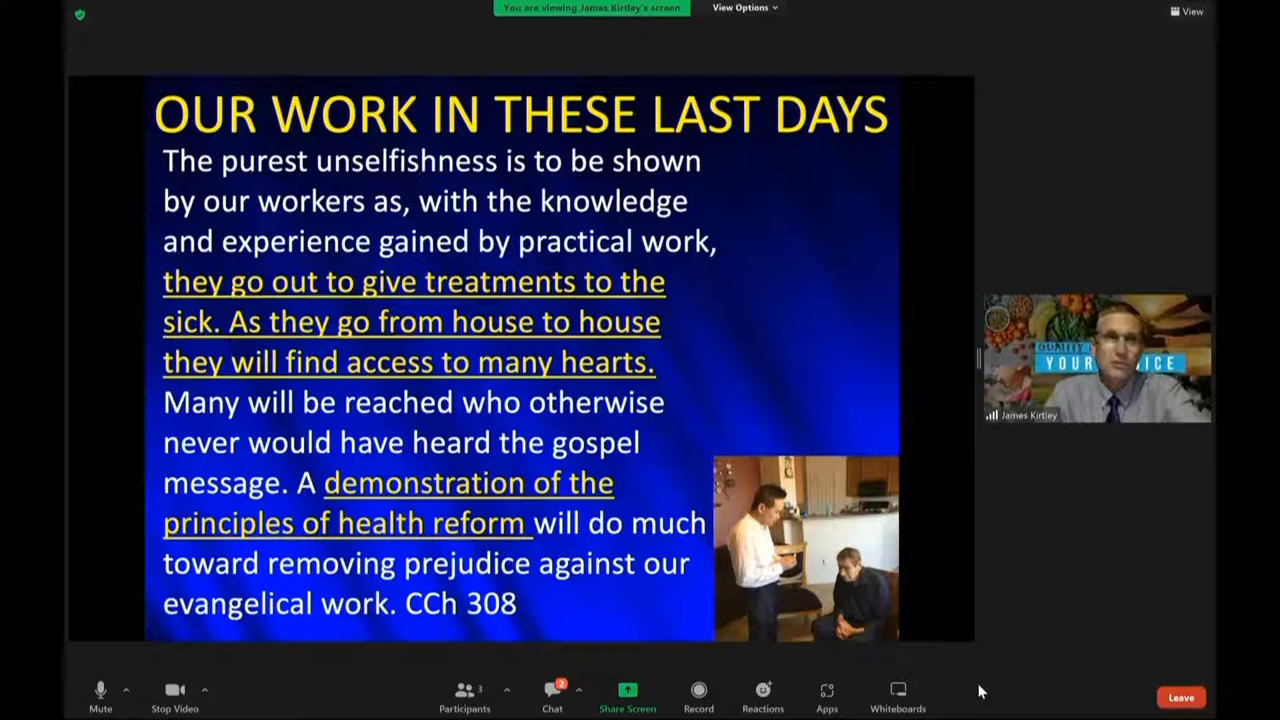 You are viewing James Kirtley's screen
View Options
View
OUR WORK IN THESE LAST DAYS
The purest unselfishness is to be shown
by our workers as, with the knowledge
and experience gained by practical work,
they go out to give treatments to the
sick. As they go from house to house
they will find access to many hearts.
Many will be reached who otherwise
never would have heard the gospel
message. A demonstration of the
principles of health reform will do much
toward removing prejudice against our
evangelical work. CCh 308
YOUR
ICE
James Kirtley
Mute
Stop Video
Participants
3
Chat
2
Share Screen
Record
Reactions
Apps
Whiteboards
Leave